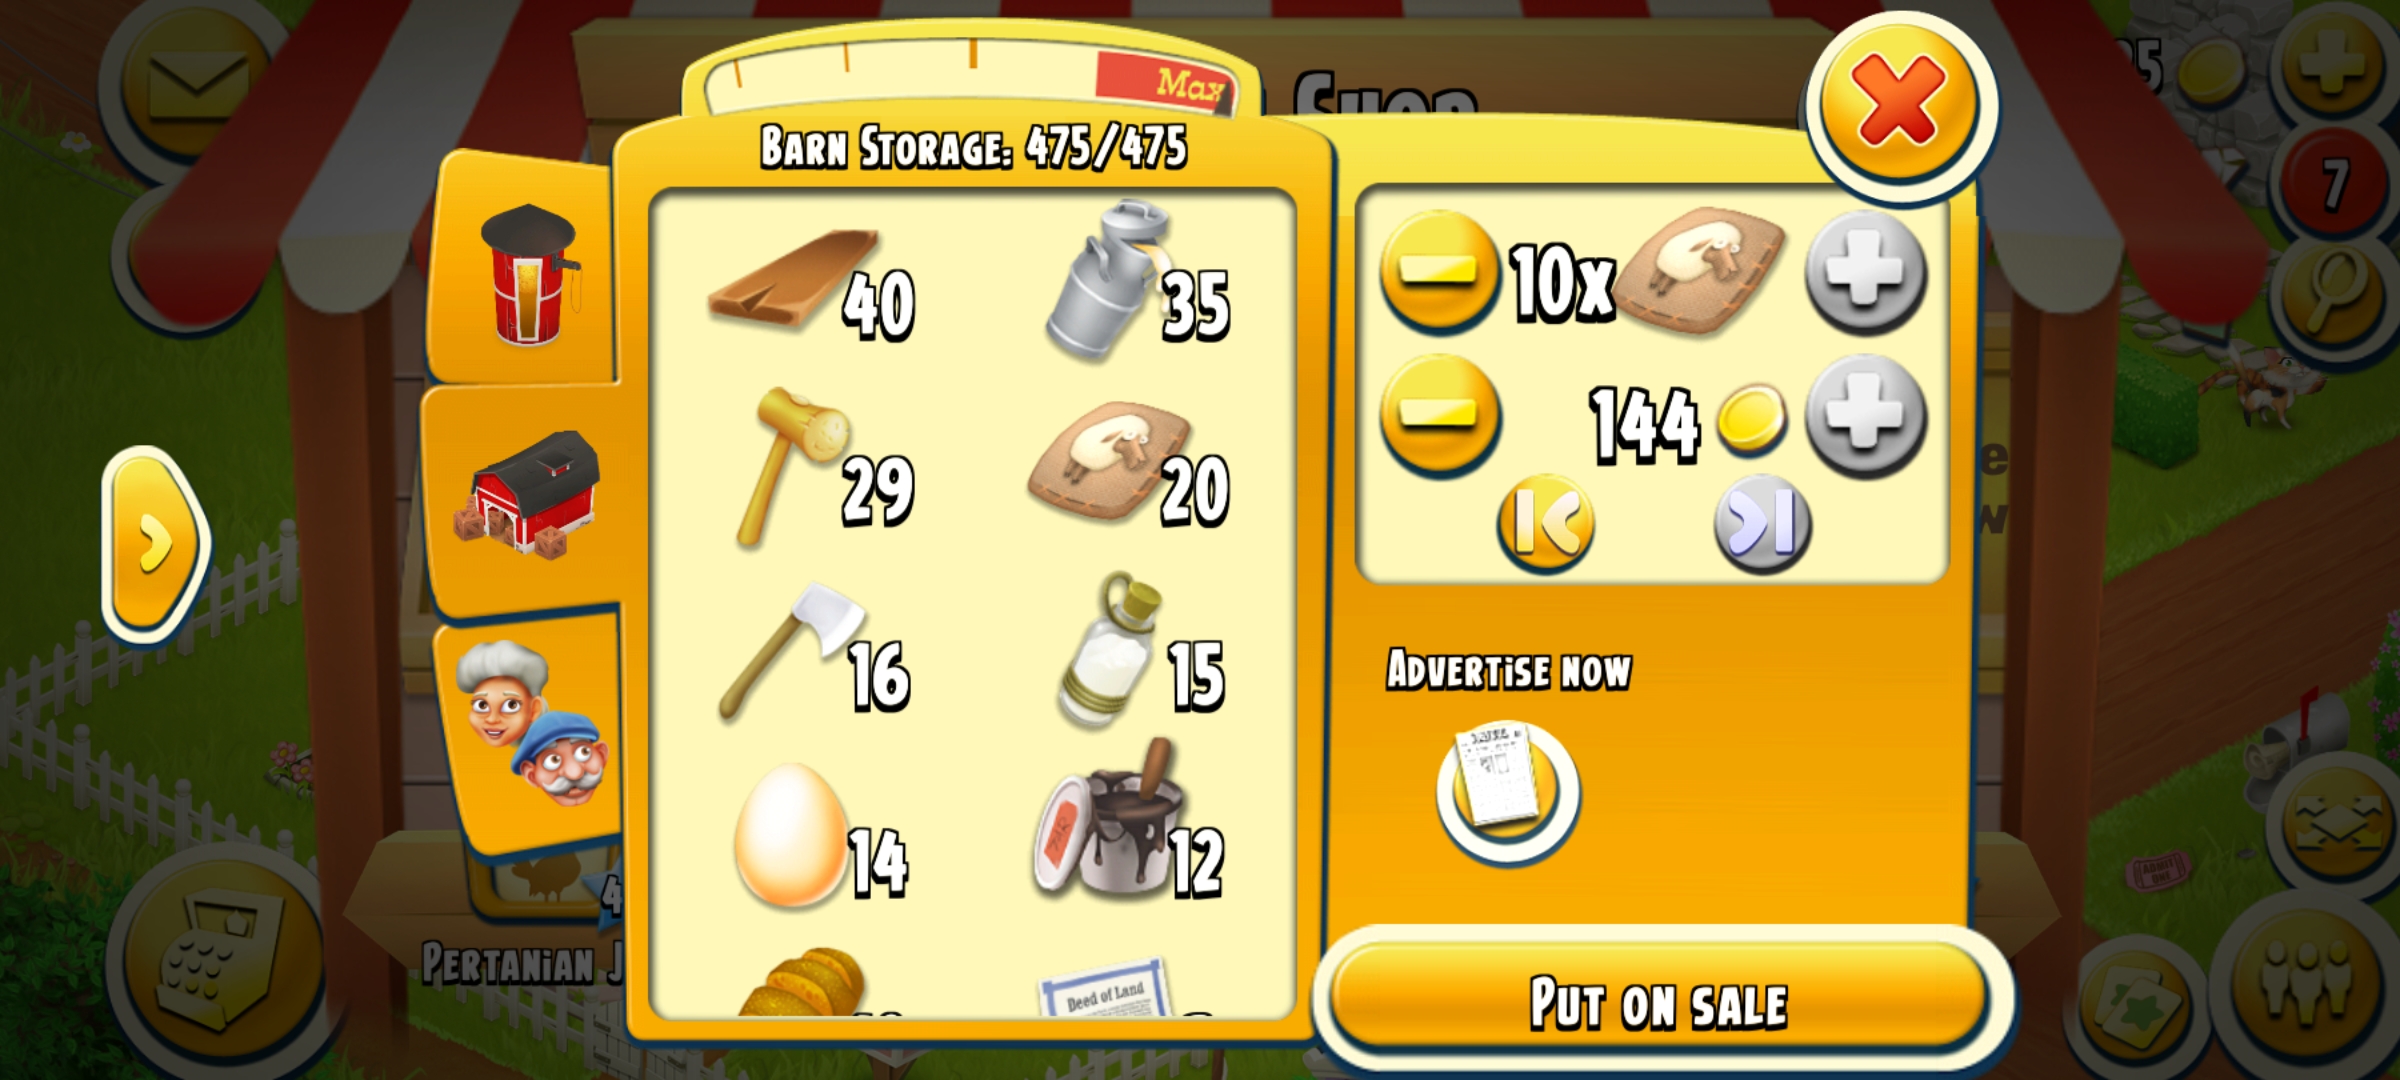 Shop
Max
Barn Storage: 475/475
7
40
35
10x
144
29
20
16
15
Advertise now
14
12
Pertanian J
Deed of Land
Put on sale